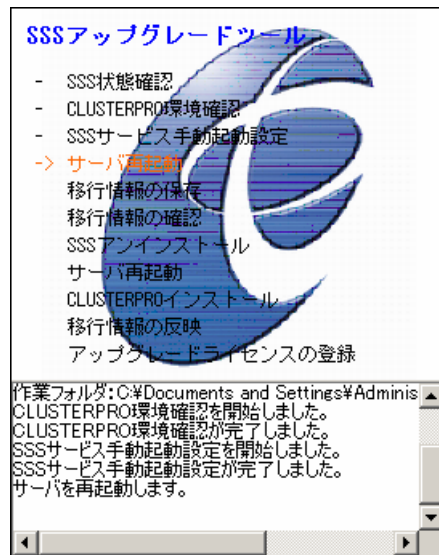 SSSアップグレードツール
- SSS状態確認
- CLUSTERPRO環境確認
- SSSサービス手動起動設定
-> サーバ再起動
移行情報の保存
移行情報の確認
SSSアンインストール
サーバ再起動
CLUSTERPROインストール
移行情報の反映
アップグレードライセンスの登録
作業フォルダ:C:¥Documents and Settings¥Adminis
CLUSTERPRO環境確認を開始しました。
CLUSTERPRO環境確認が完了しました。
SSSサービス手動起動設定を開始しました。
SSSサービス手動起動設定が完了しました。
サーバを再起動します。